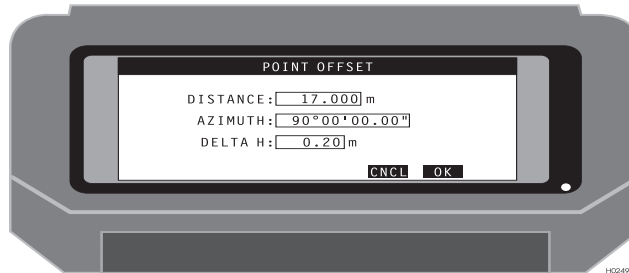 POINT OFFSET
DISTANCE: 17.000 m
AZIMUTH: 90°00'00.00"
DELTA H: 0.20 m
CNCL OK
H0249